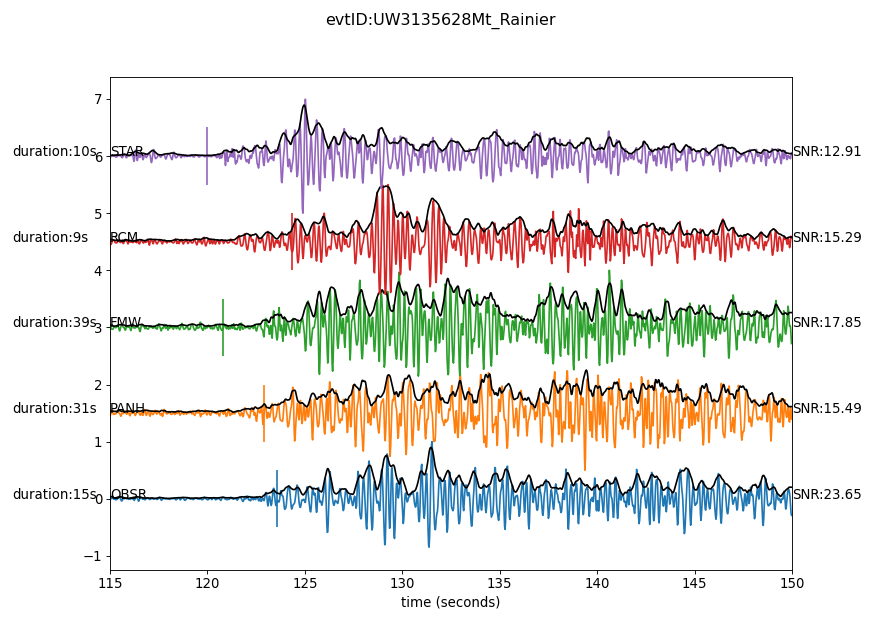 evtID:UW3135628Mt_Rainier
7
duration:10s
6
STAR
SNR:12.91
5
duration:9s
RCM
SNR:15.29
4
duration:39s
3
FMW
SNR:17.85
2
duration:31s
PANH
SNR:15.49
1
duration:15s
0
OBSR
SNR:23.65
−1
115 120 125 130 135 140 145 150
time (seconds)